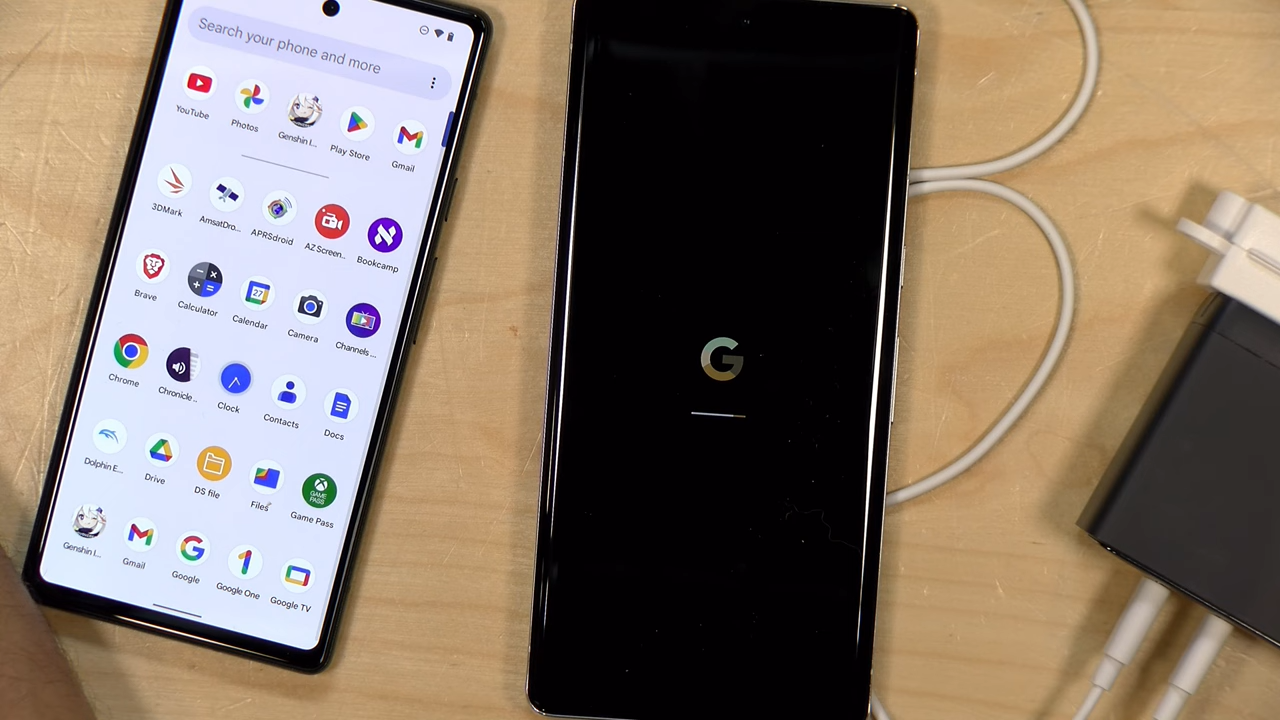 Search your phone and more
YouTube
Photos
Genshin I...
Play Store
Gmail
3DMark
AmsatDro...
APRSdroid
AZ Screen..
Bookcamp
Brave
Calculator
27
Calendar
Camera
Channels ...
Chrome
Chronicle ..
Clock
Contacts
Docs
Dolphin E...
Drive
DS file
Files
GAME
PASS
Game Pass
Genshin I...
Gmail
Google
Google One
Google TV
G